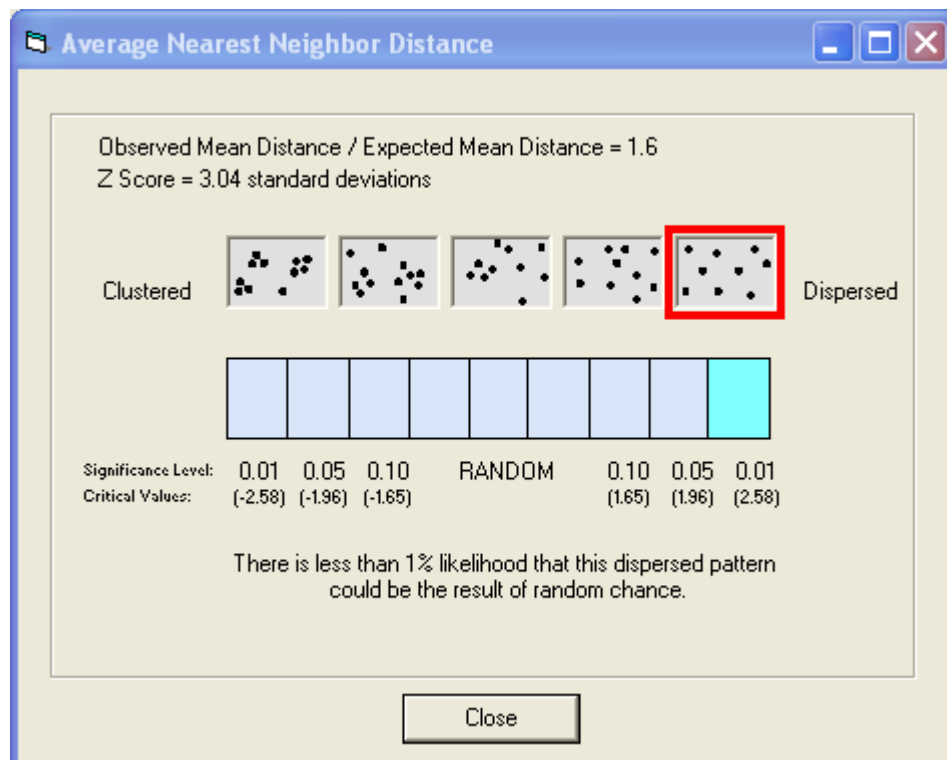 Average Nearest Neighbor Distance
Observed Mean Distance / Expected Mean Distance = 1.6
Z Score = 3.04 standard deviations
Clustered
Dispersed
Significance Level: 0.01 0.05 0.10 RANDOM 0.10 0.05 0.01
Critical Values: (-2.58) (-1.96) (-1.65) (1.65) (1.96) (2.58)
There is less than 1% likelihood that this dispersed pattern
could be the result of random chance.
Close